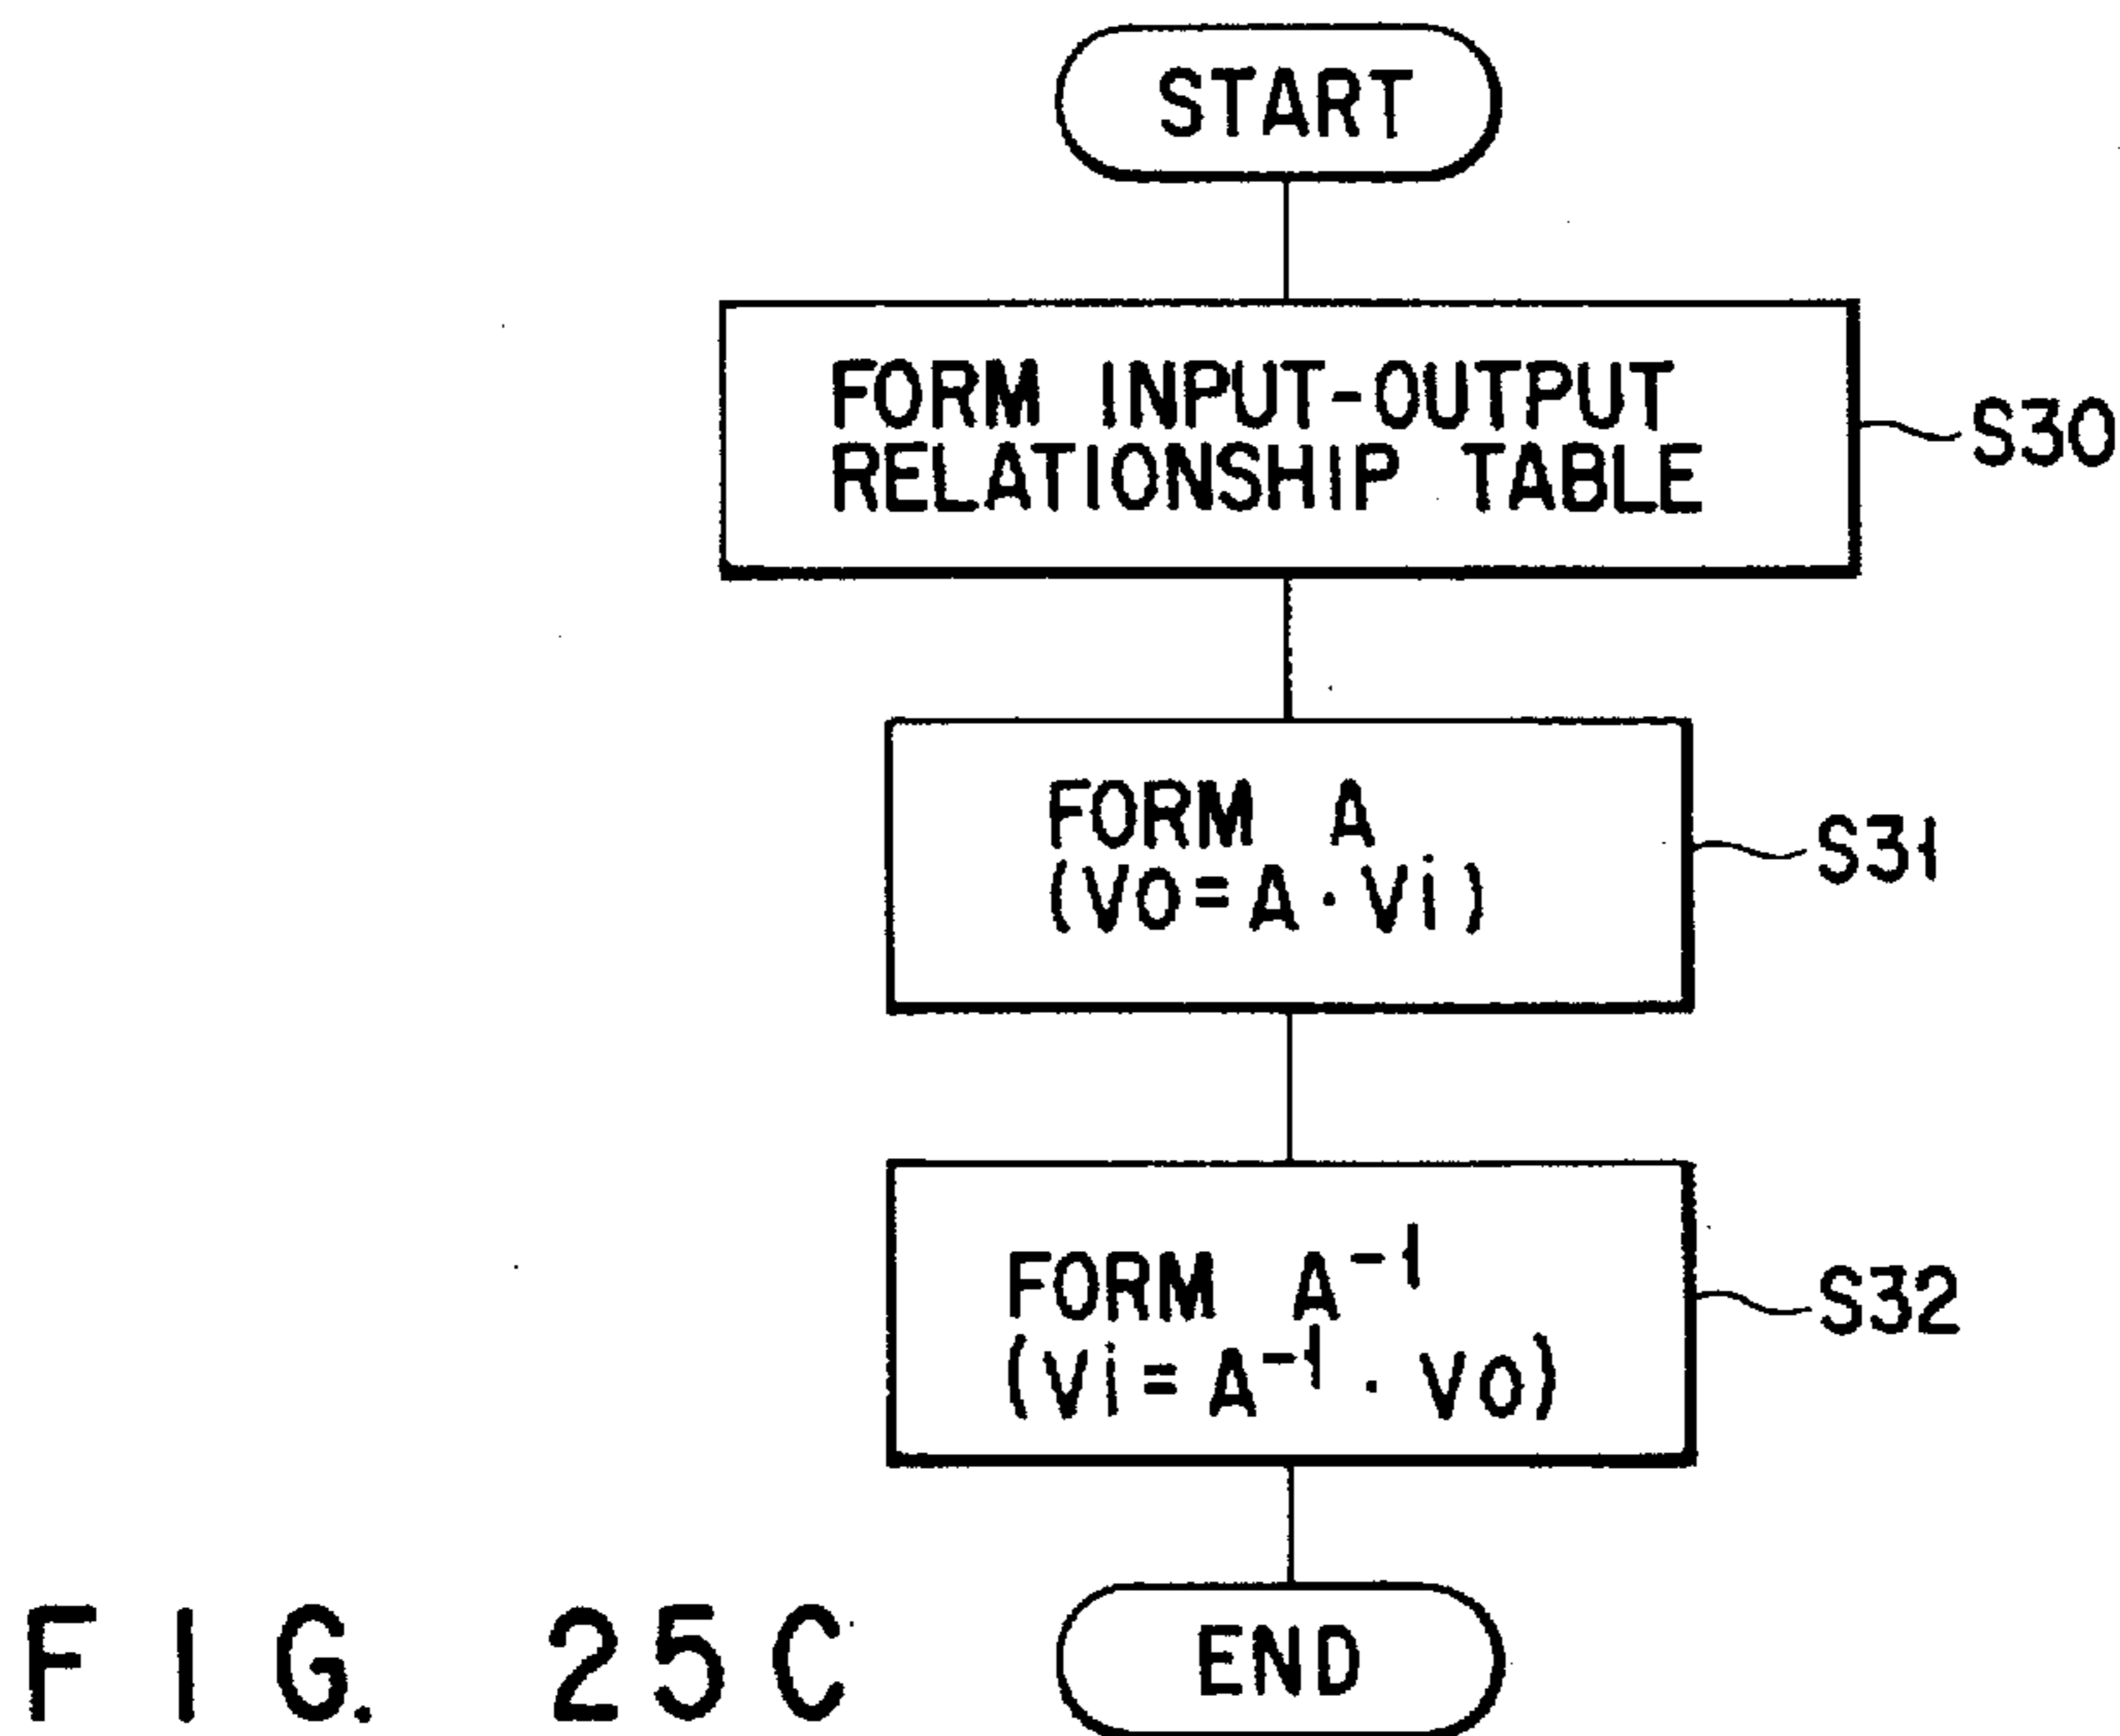 START
FORM INPUT-OUTPUT
RELATIONSHIP TABLE
S30
FORM A
(Vo=A·Vi)
S31
FORM A⁻¹
(Vi=A⁻¹·Vo)
S32
END
FIG. 25C